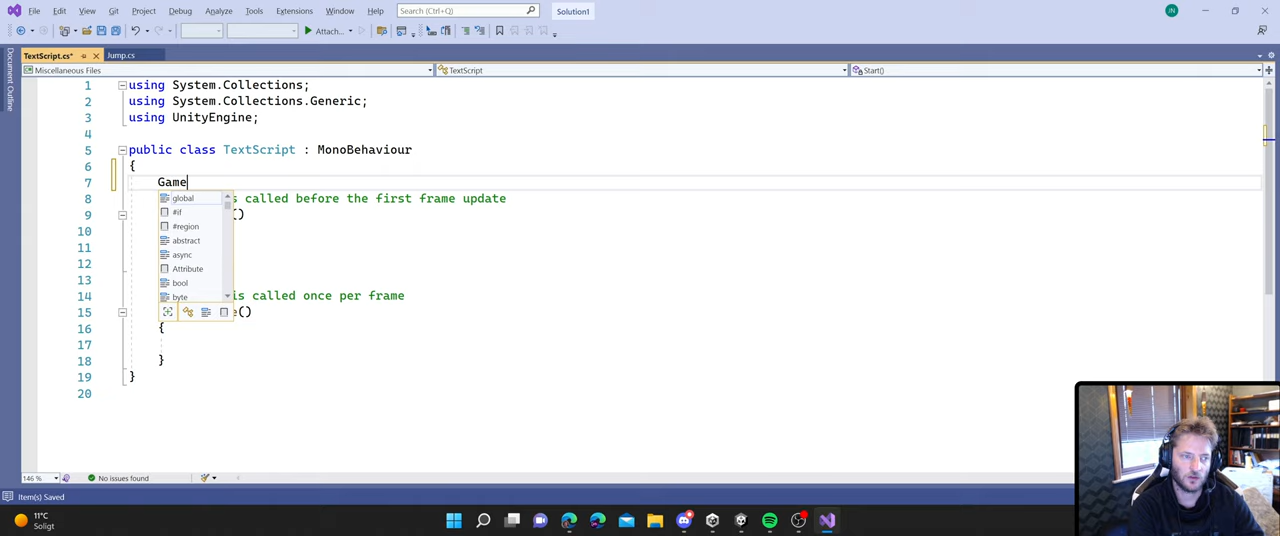 File Edit View Git Project Debug Analyze Tools Extensions Window Help Search (Ctrl+Q) Solution1 JN
Attach...
TextScript.cs* Jump.cs
Document Outline
Miscellaneous Files TextScript Start()
1 using System.Collections;
2 using System.Collections.Generic;
3 using UnityEngine;
4
5 public class TextScript : MonoBehaviour
6 {
7 Game
8 s called before the first frame update
9 ()
10
11
12
13
14 is called once per frame
15 e()
16 {
17
18 }
19 }
20
global
#if
#region
abstract
async
Attribute
bool
byte
146 % No issues found
Item(s) Saved
11°C
Soligt